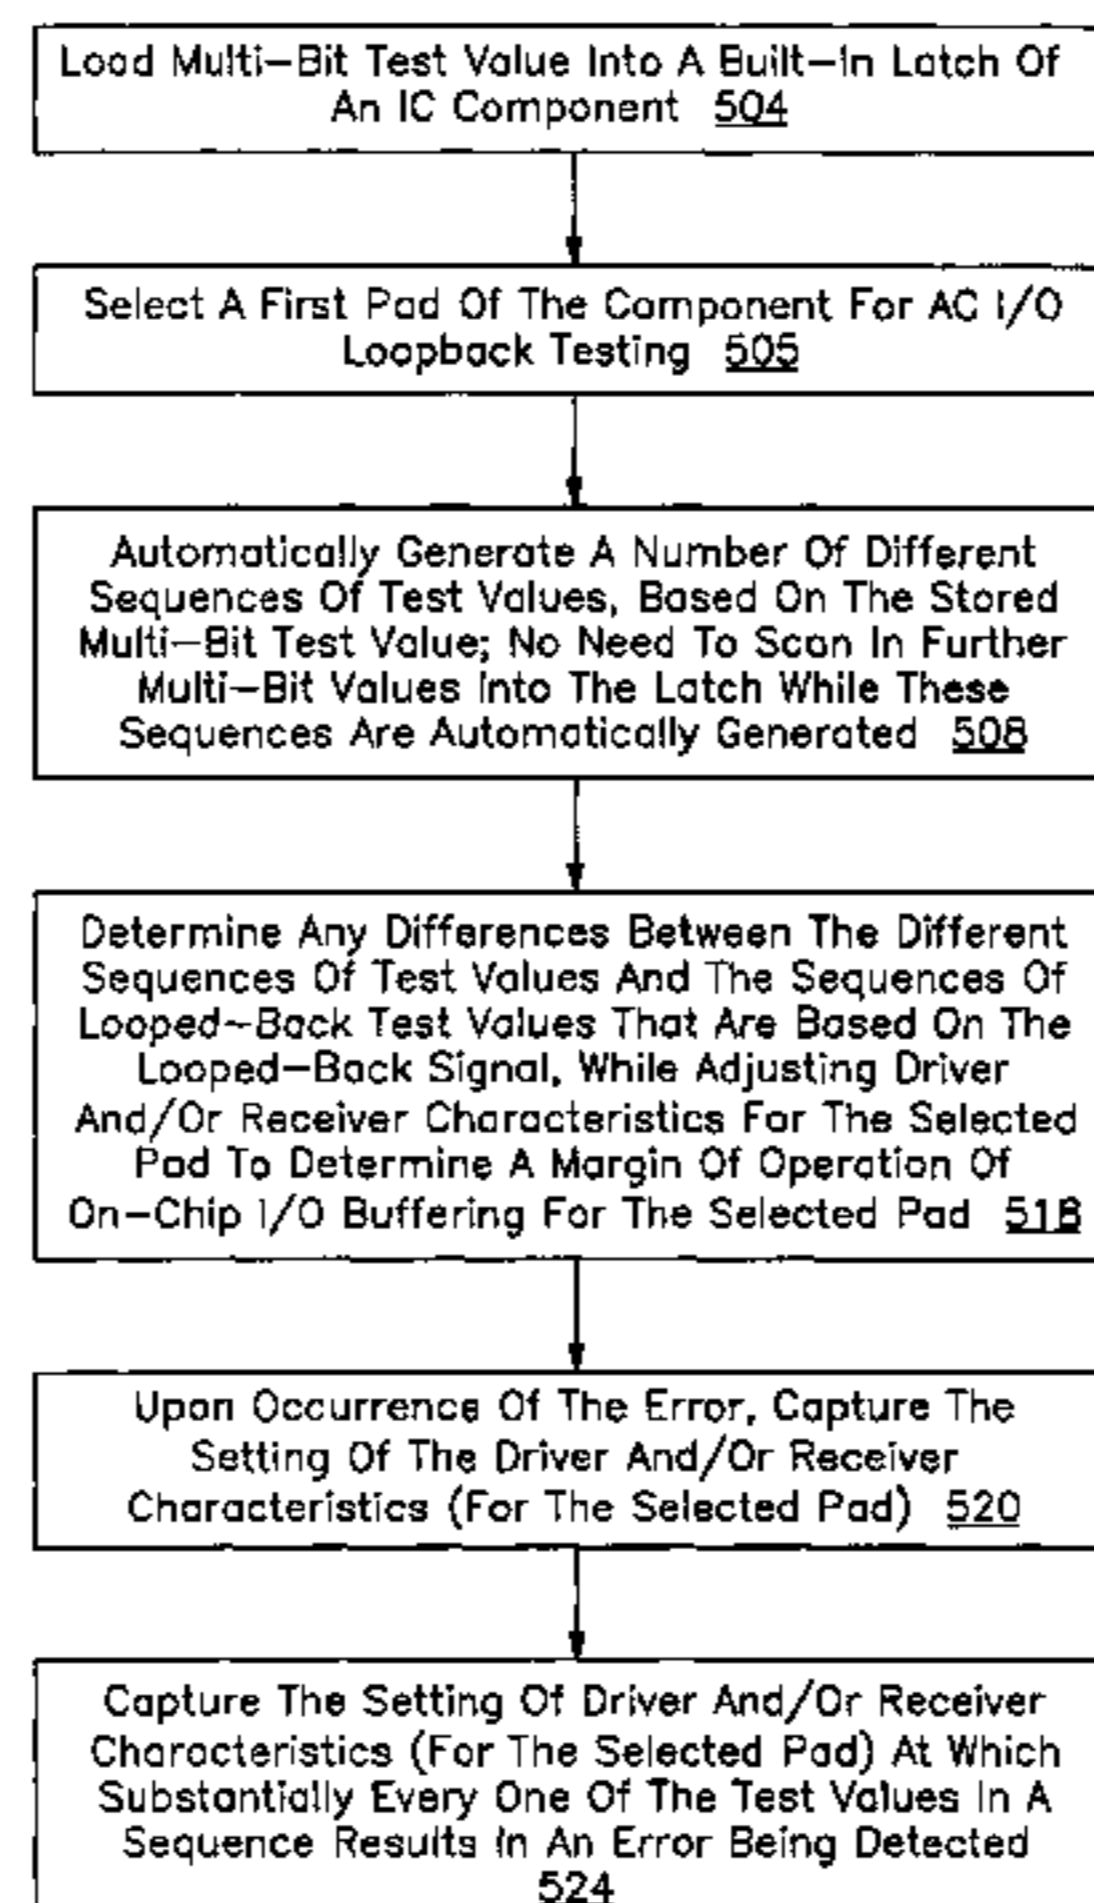 Load Multi-Bit Test Value Into A Built-In Latch Of
An IC Component 504
Select A First Pad Of The Component For AC I/O
Loopback Testing 505
Automatically Generate A Number Of Different
Sequences Of Test Values, Based On The Stored
Multi-Bit Test Value; No Need To Scan In Further
Multi-Bit Values Into The Latch While These
Sequences Are Automatically Generated 508
Determine Any Differences Between The Different
Sequences Of Test Values And The Sequences Of
Looped-Back Test Values That Are Based On The
Looped-Back Signal, While Adjusting Driver
And/Or Receiver Characteristics For The Selected
Pad To Determine A Margin Of Operation Of
On-Chip I/O Buffering For The Selected Pad 518
Upon Occurrence Of The Error, Capture The
Setting Of The Driver And/Or Receiver
Characteristics (For The Selected Pad) 520
Capture The Setting Of Driver And/Or Receiver
Characteristics (For The Selected Pad) At Which
Substantially Every One Of The Test Values In A
Sequence Results In An Error Being Detected
524